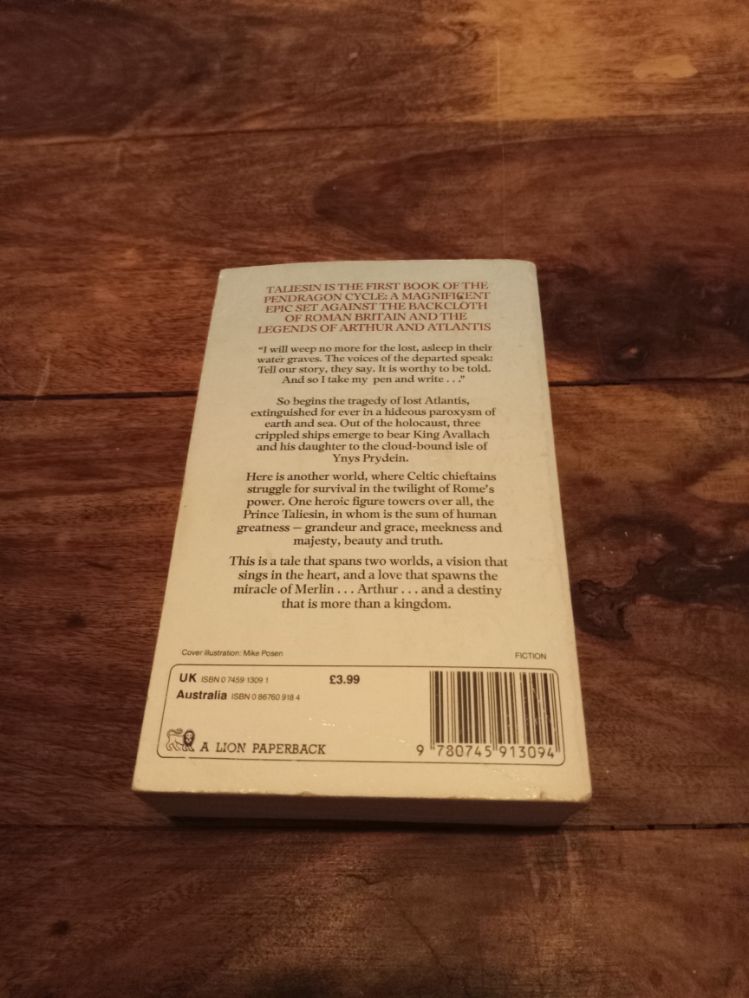 TALIESIN IS THE FIRST BOOK OF THE
PENDRAGON CYCLE: A MAGNIFICENT
EPIC SET AGAINST THE BACKCLOTH
OF ROMAN BRITAIN AND THE
LEGENDS OF ARTHUR AND ATLANTIS
"I will weep no more for the lost, asleep in their
water graves. The voices of the departed speak:
Tell our story, they say. It is worthy to be told.
And so I take my pen and write . . ."
So begins the tragedy of lost Atlantis,
extinguished for ever in a hideous paroxysm of
earth and sea. Out of the holocaust, three
crippled ships emerge to bear King Avallach
and his daughter to the cloud-bound isle of
Ynys Prydein.
Here is another world, where Celtic chieftains
struggle for survival in the twilight of Rome's
power. One heroic figure towers over all, the
Prince Taliesin, in whom is the sum of human
greatness – grandeur and grace, meekness and
majesty, beauty and truth.
This is a tale that spans two worlds, a vision that
sings in the heart, and a love that spawns the
miracle of Merlin . . . Arthur . . . and a destiny
that is more than a kingdom.
Cover illustration: Mike Posen
FICTION
UK ISBN 0 7459 1309 1 £3.99
Australia ISBN 0 86760 918 4
A LION PAPERBACK
9 780745 913094